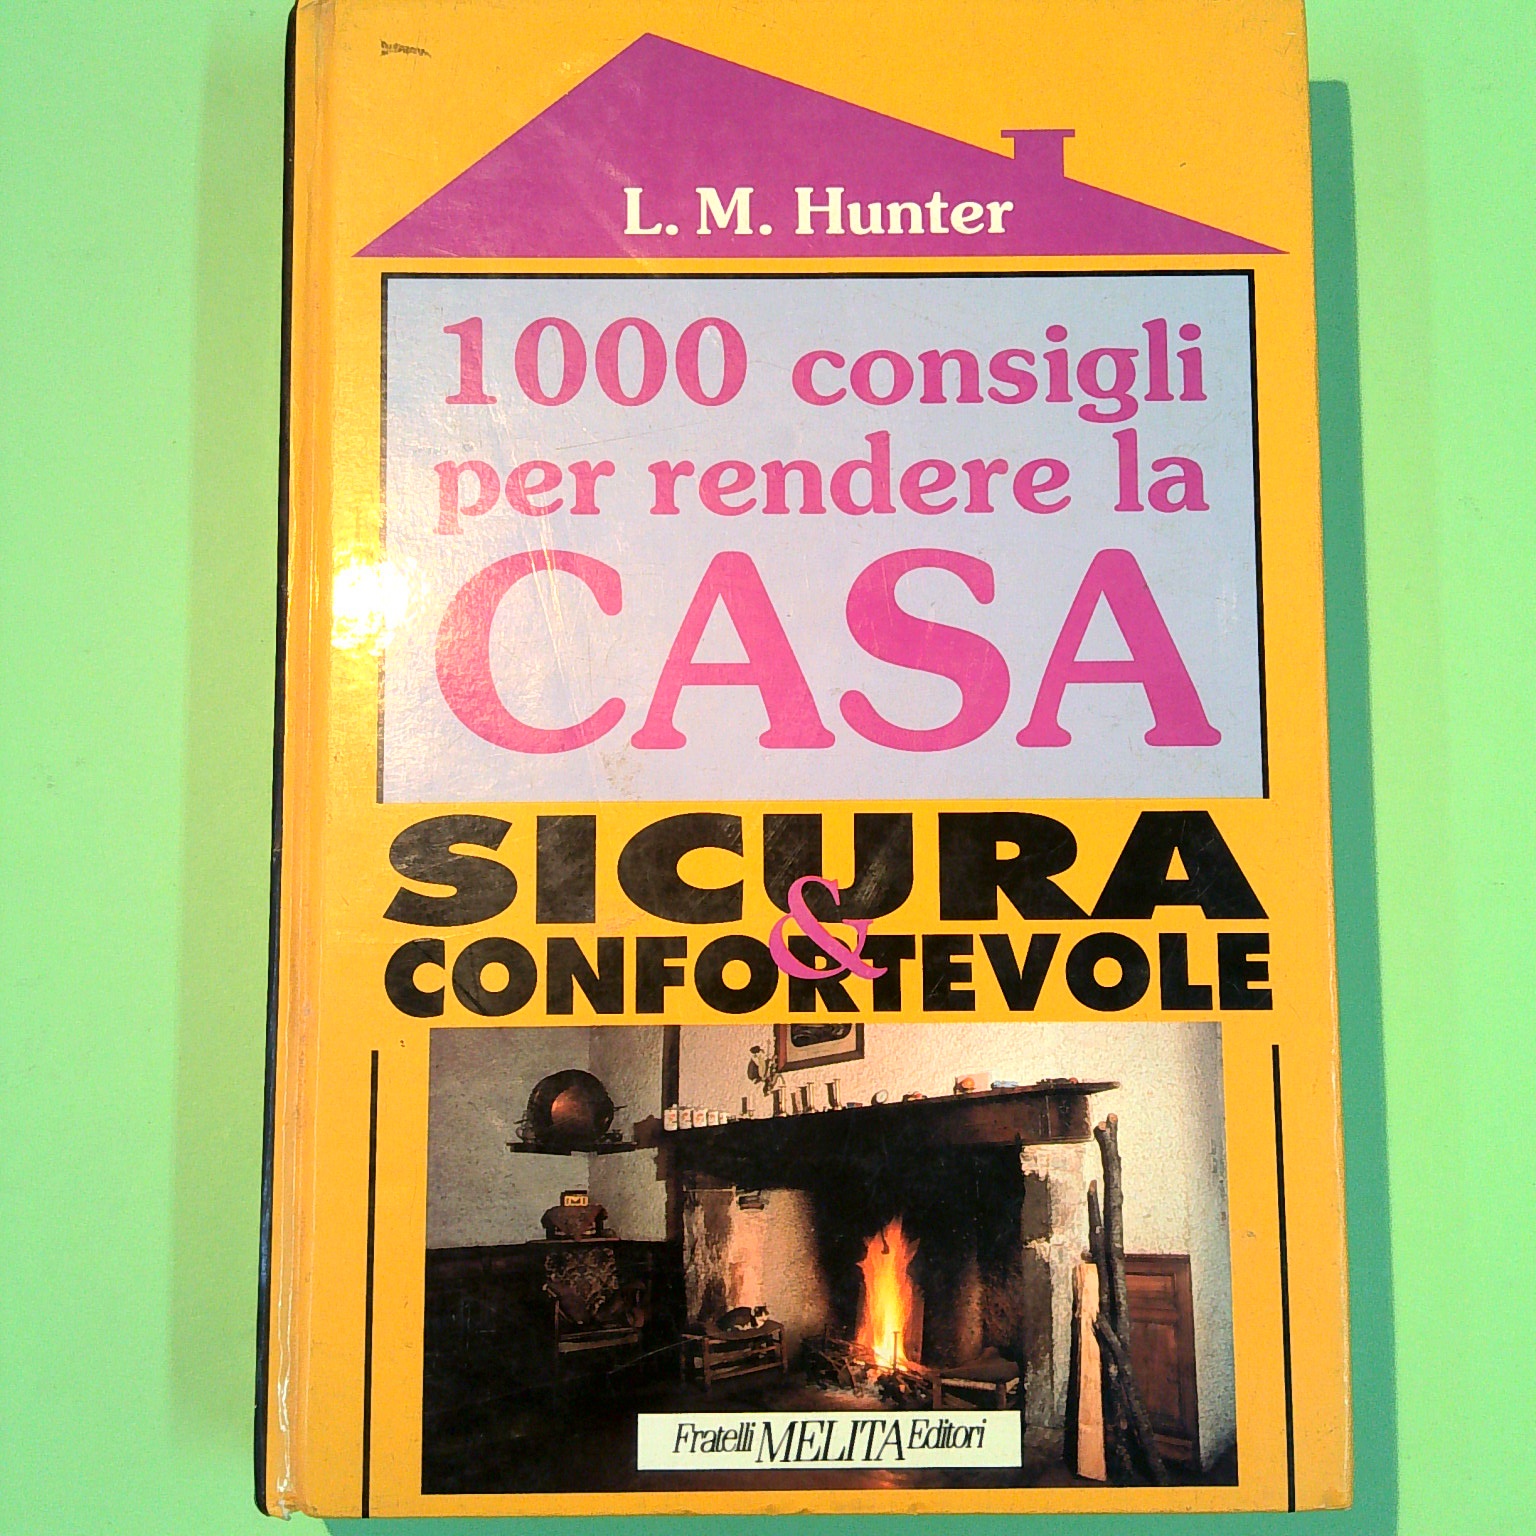 L. M. Hunter
1000 consigli
per rendere la
CASA
SICURA
&
CONFORTEVOLE
Fratelli MELITA Editori